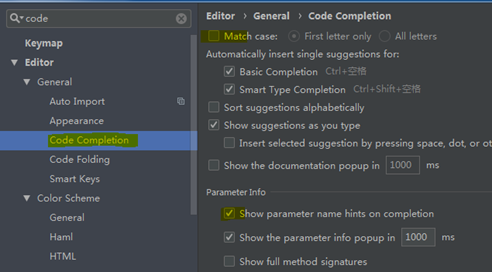 code
Keymap
Editor
General
Auto Import
Appearance
Code Completion
Code Folding
Smart Keys
Color Scheme
General
Haml
HTML
Editor › General › Code Completion
Match case: First letter only All letters
Automatically insert single suggestions for:
Basic Completion Ctrl+空格
Smart Type Completion Ctrl+Shift+空格
Sort suggestions alphabetically
Show suggestions as you type
Insert selected suggestion by pressing space, dot, or ot
Show the documentation popup in 1000 ms
Parameter Info
Show parameter name hints on completion
Show the parameter info popup in 1000 ms
Show full method signatures